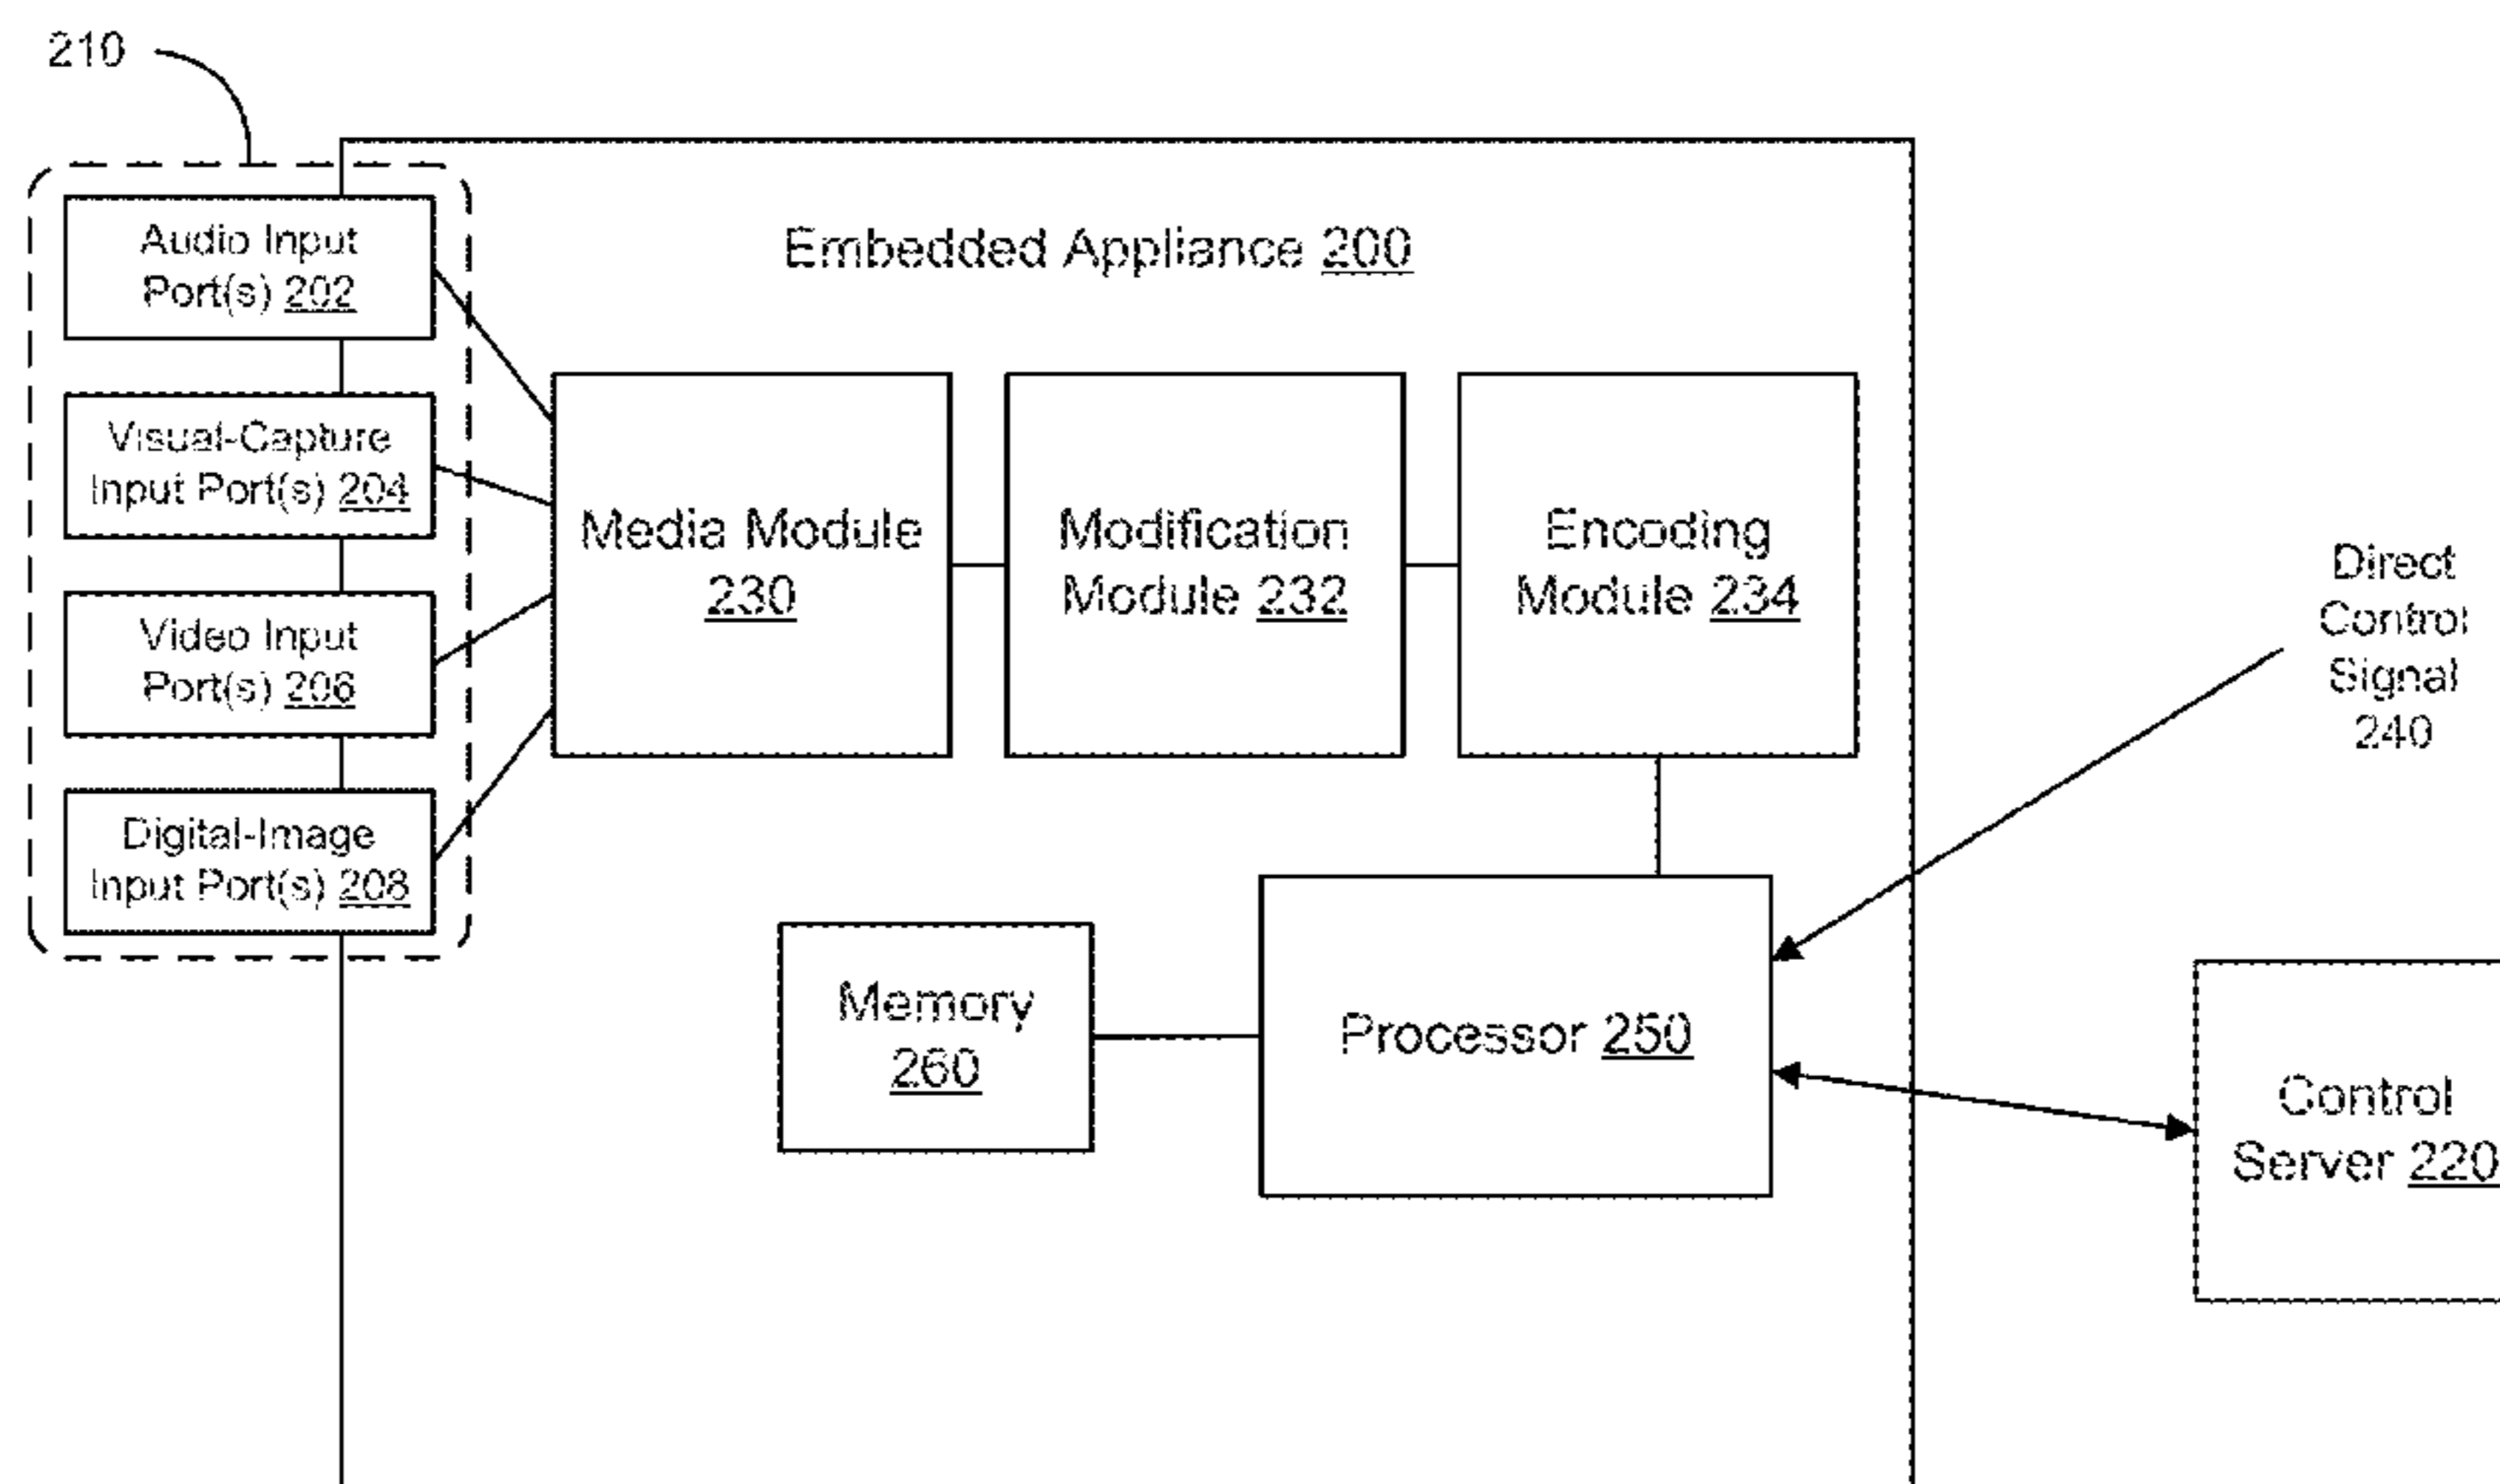 210
Embedded Appliance 200
Audio Input
Port(s) 202
Visual-Capture
Input Port(s) 204
Video Input
Port(s) 206
Digital-Image
Input Port(s) 208
Media Module
230
Modification
Module 232
Encoding
Module 234
Direct
Control
Signal
240
Memory
260
Processor 250
Control
Server 220